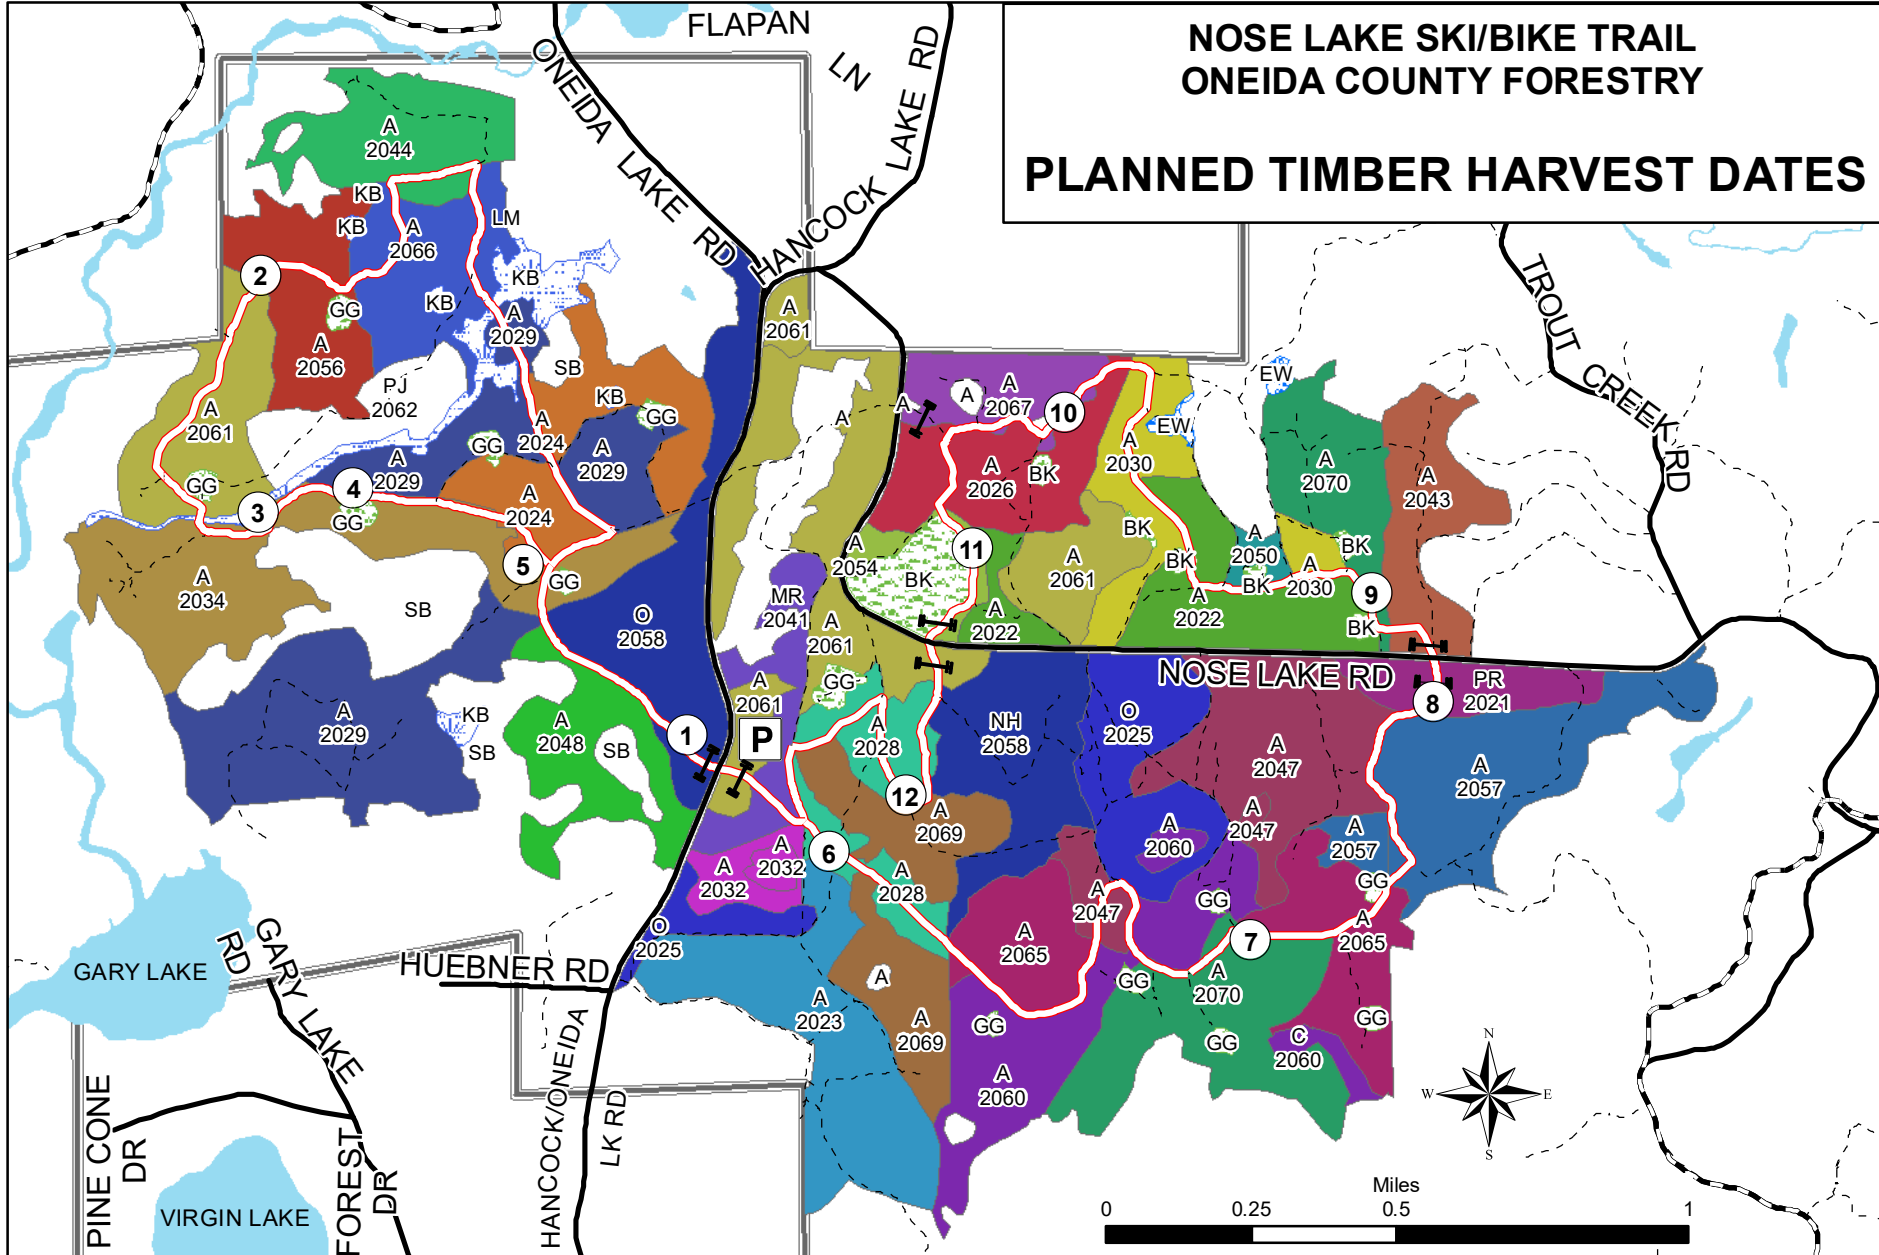 NOSE LAKE SKI/BIKE TRAIL
ONEIDA COUNTY FORESTRY
PLANNED TIMBER HARVEST DATES
FLAPAN
LN
ONEIDA LAKE RD
HANCOCK LAKE RD
TROUT CREEK RD
A
2044
KB
KB
A
2066
LM
KB
KB
2
GG
A
2056
A
2029
SB
PJ
2062
KB
GG
A
2061
A
2024
A
2029
GG
A
2029
4
GG
3
GG
A
2024
5
GG
A
2034
SB
O
2058
A
2029
KB
SB
A
2048
SB
1
A
2061
A
A
A
A
2067
10
A
2026
BK
A
2030
EW
EW
A
2070
A
2043
A
2054
BK
11
A
2061
BK
BK
A
2050
BK
A
2030
BK
9
BK
MR
2041
A
2061
A
2022
A
2022
NOSE LAKE RD
GG
A
2061
P
A
2028
NH
2058
O
2025
8
PR
2021
A
2047
A
2057
12
A
2069
A
2060
A
2047
A
2057
6
A
2032
A
2032
A
2028
GG
GG
A
2047
7
A
2065
A
2065
O
2025
A
A
2023
A
2069
GG
GG
A
2070
GG
C
2060
GG
A
2060
GARY LAKE
GARY LAKE RD
HUEBNER RD
HANCOCK/ONEIDA
LK RD
PINE CONE DR
FOREST DR
VIRGIN LAKE
N
W
E
S
Miles
0
0.25
0.5
1